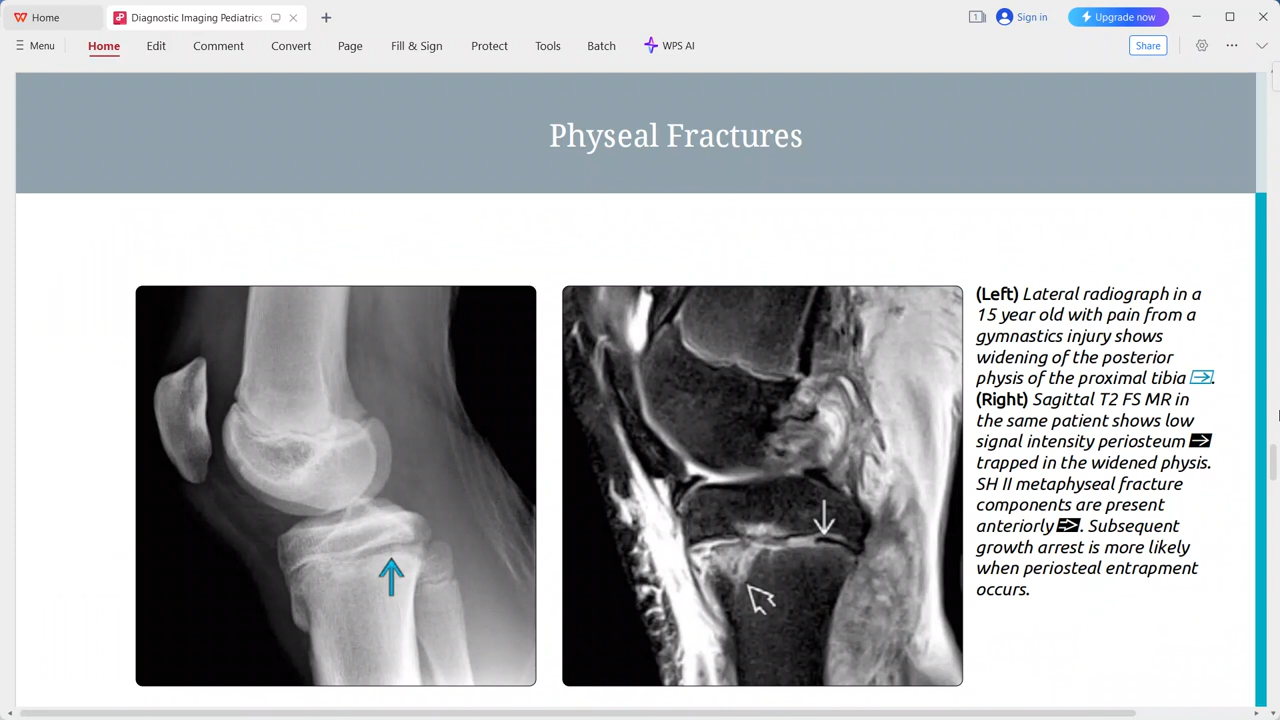 Home
Diagnostic Imaging Pediatrics
1
Sign in
Upgrade now
Menu
Home
Edit
Comment
Convert
Page
Fill & Sign
Protect
Tools
Batch
WPS AI
Share
Physeal Fractures
(Left) Lateral radiograph in a
15 year old with pain from a
gymnastics injury shows
widening of the posterior
physis of the proximal tibia.
(Right) Sagittal T2 FS MR in
the same patient shows low
signal intensity periosteum
trapped in the widened physis.
SH II metaphyseal fracture
components are present
anteriorly. Subsequent
growth arrest is more likely
when periosteal entrapment
occurs.